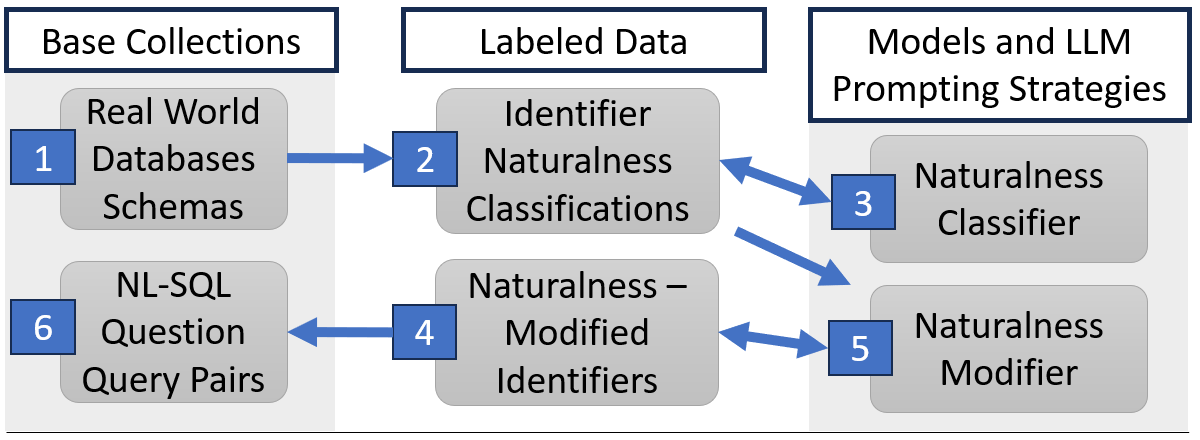 Base Collections
Labeled Data
Models and LLM
Prompting Strategies
1
Real World
Databases
Schemas
2
Identifier
Naturalness
Classifications
3
Naturalness
Classifier
6
NL-SQL
Question
Query Pairs
4
Naturalness –
Modified
Identifiers
5
Naturalness
Modifier